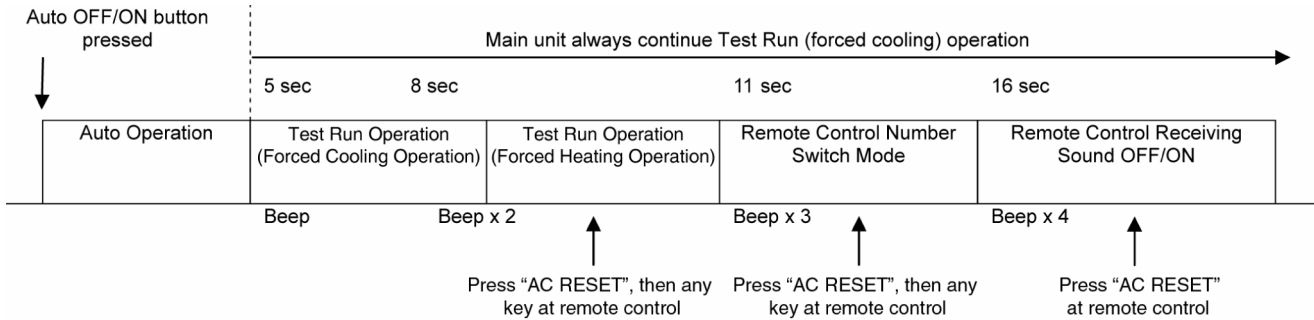 Auto OFF/ON button
pressed
Main unit always continue Test Run (forced cooling) operation
5 sec
8 sec
11 sec
16 sec
Auto Operation
Test Run Operation
(Forced Cooling Operation)
Test Run Operation
(Forced Heating Operation)
Remote Control Number
Switch Mode
Remote Control Receiving
Sound OFF/ON
Beep
Beep x 2
Beep x 3
Beep x 4
Press “AC RESET”, then any
key at remote control
Press “AC RESET”, then any
key at remote control
Press “AC RESET”
at remote control